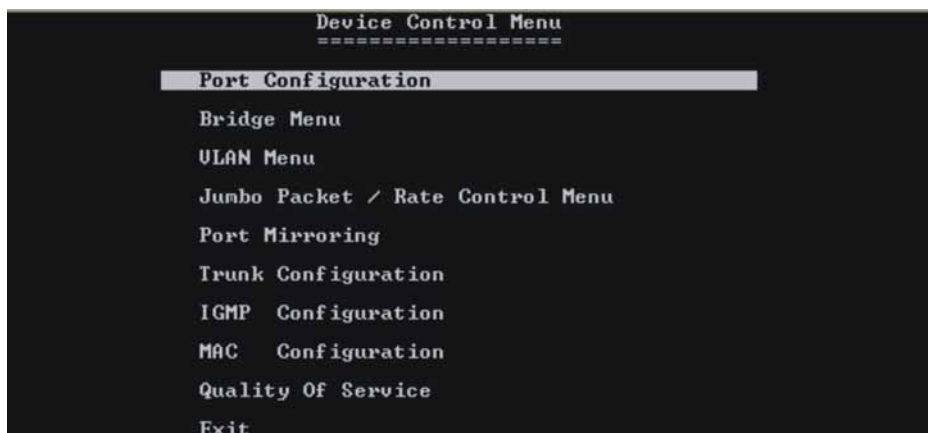 Device Control Menu
===================
Port Configuration
Bridge Menu
VLAN Menu
Jumbo Packet / Rate Control Menu
Port Mirroring
Trunk Configuration
IGMP  Configuration
MAC   Configuration
Quality Of Service
Exit